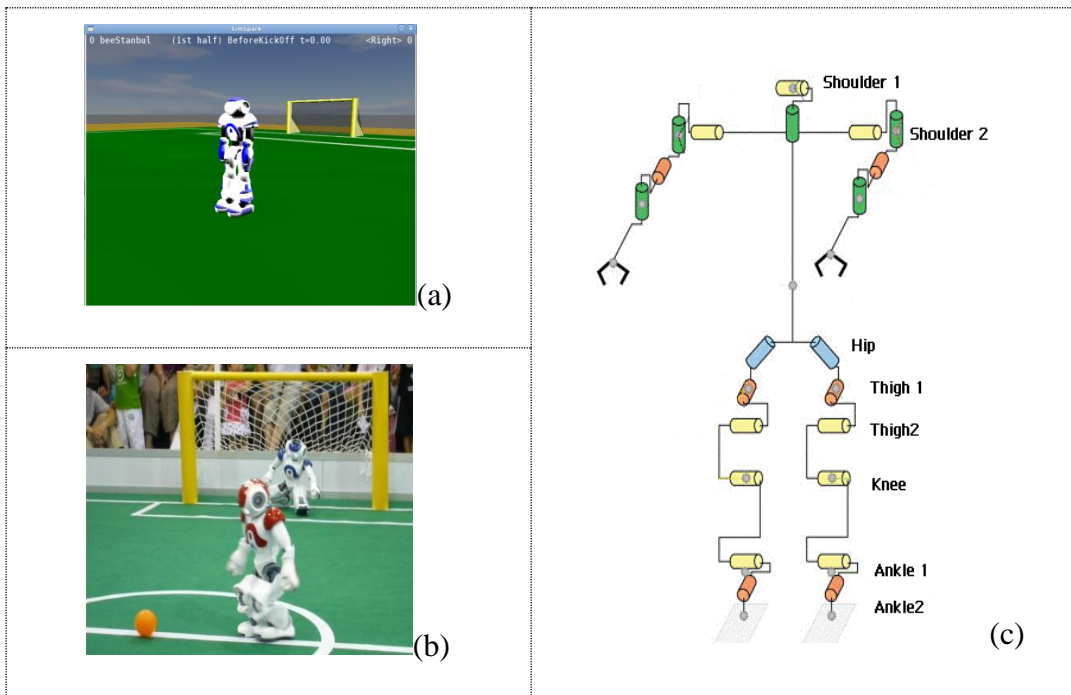 SimSpark
0 beeStanbul (1st half) BeforeKickOff t=0.00 <Right> 0
(a)
(b)
Shoulder 1
Shoulder 2
Hip
Thigh 1
Thigh2
Knee
Ankle 1
Ankle2
(c)